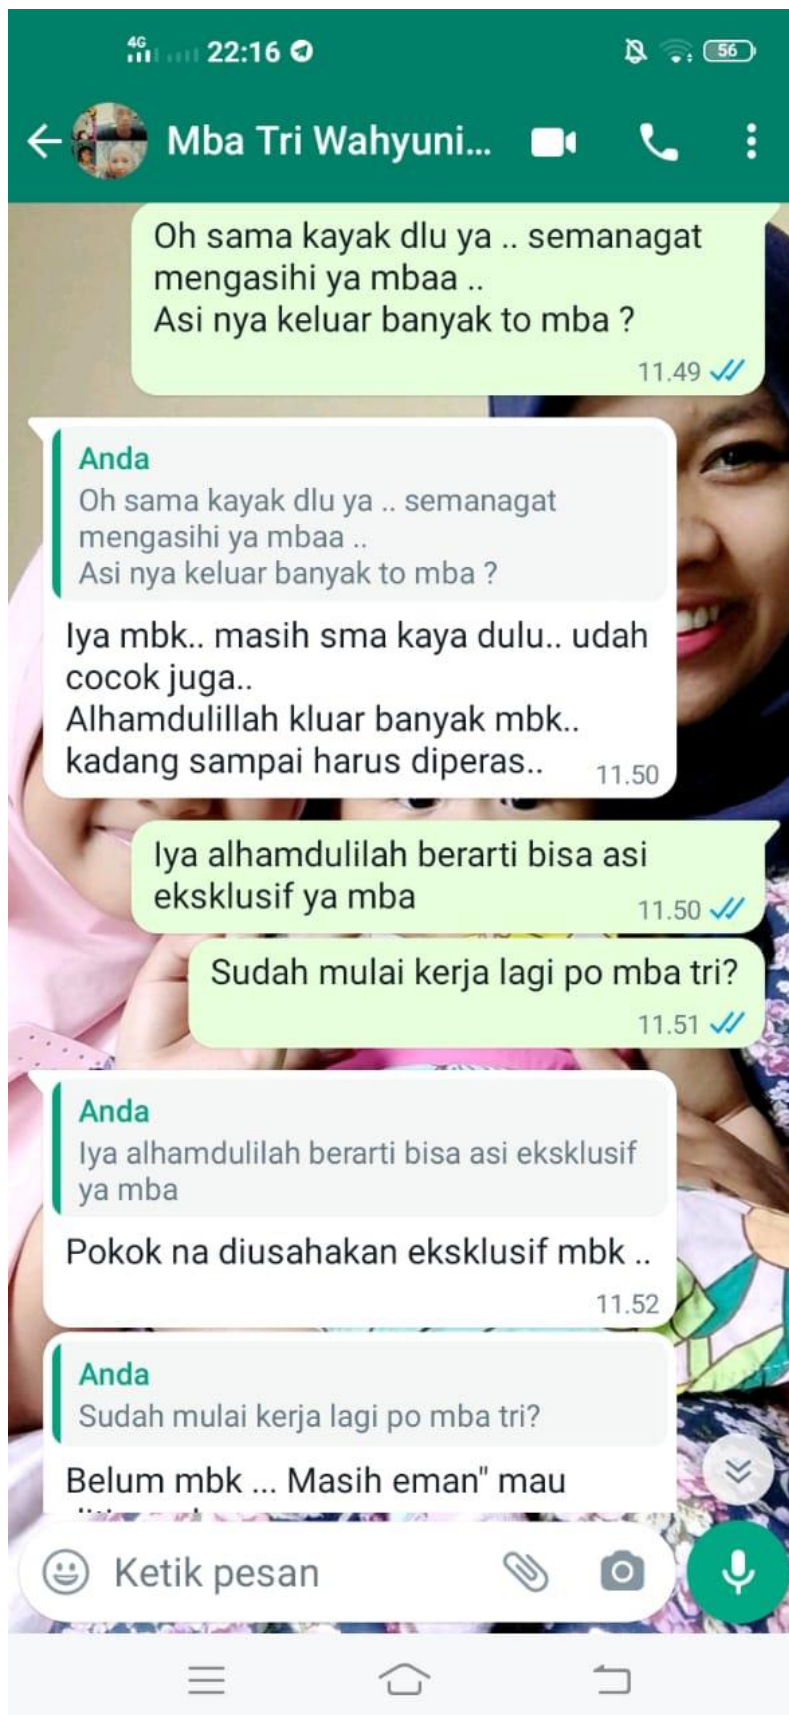 4G
22:16
56
Mba Tri Wahyuni...
Oh sama kayak dlu ya .. semanagat
mengasihi ya mbaa ..
Asi nya keluar banyak to mba ?
11.49
Anda
Oh sama kayak dlu ya .. semanagat
mengasihi ya mbaa ..
Asi nya keluar banyak to mba ?
Iya mbk.. masih sma kaya dulu.. udah
cocok juga..
Alhamdulillah kluar banyak mbk..
kadang sampai harus diperas..
11.50
Iya alhamdulilah berarti bisa asi
eksklusif ya mba
11.50
Sudah mulai kerja lagi po mba tri?
11.51
Anda
Iya alhamdulilah berarti bisa asi eksklusif
ya mba
Pokok na diusahakan eksklusif mbk ..
11.52
Anda
Sudah mulai kerja lagi po mba tri?
Belum mbk ... Masih eman" mau
Ketik pesan